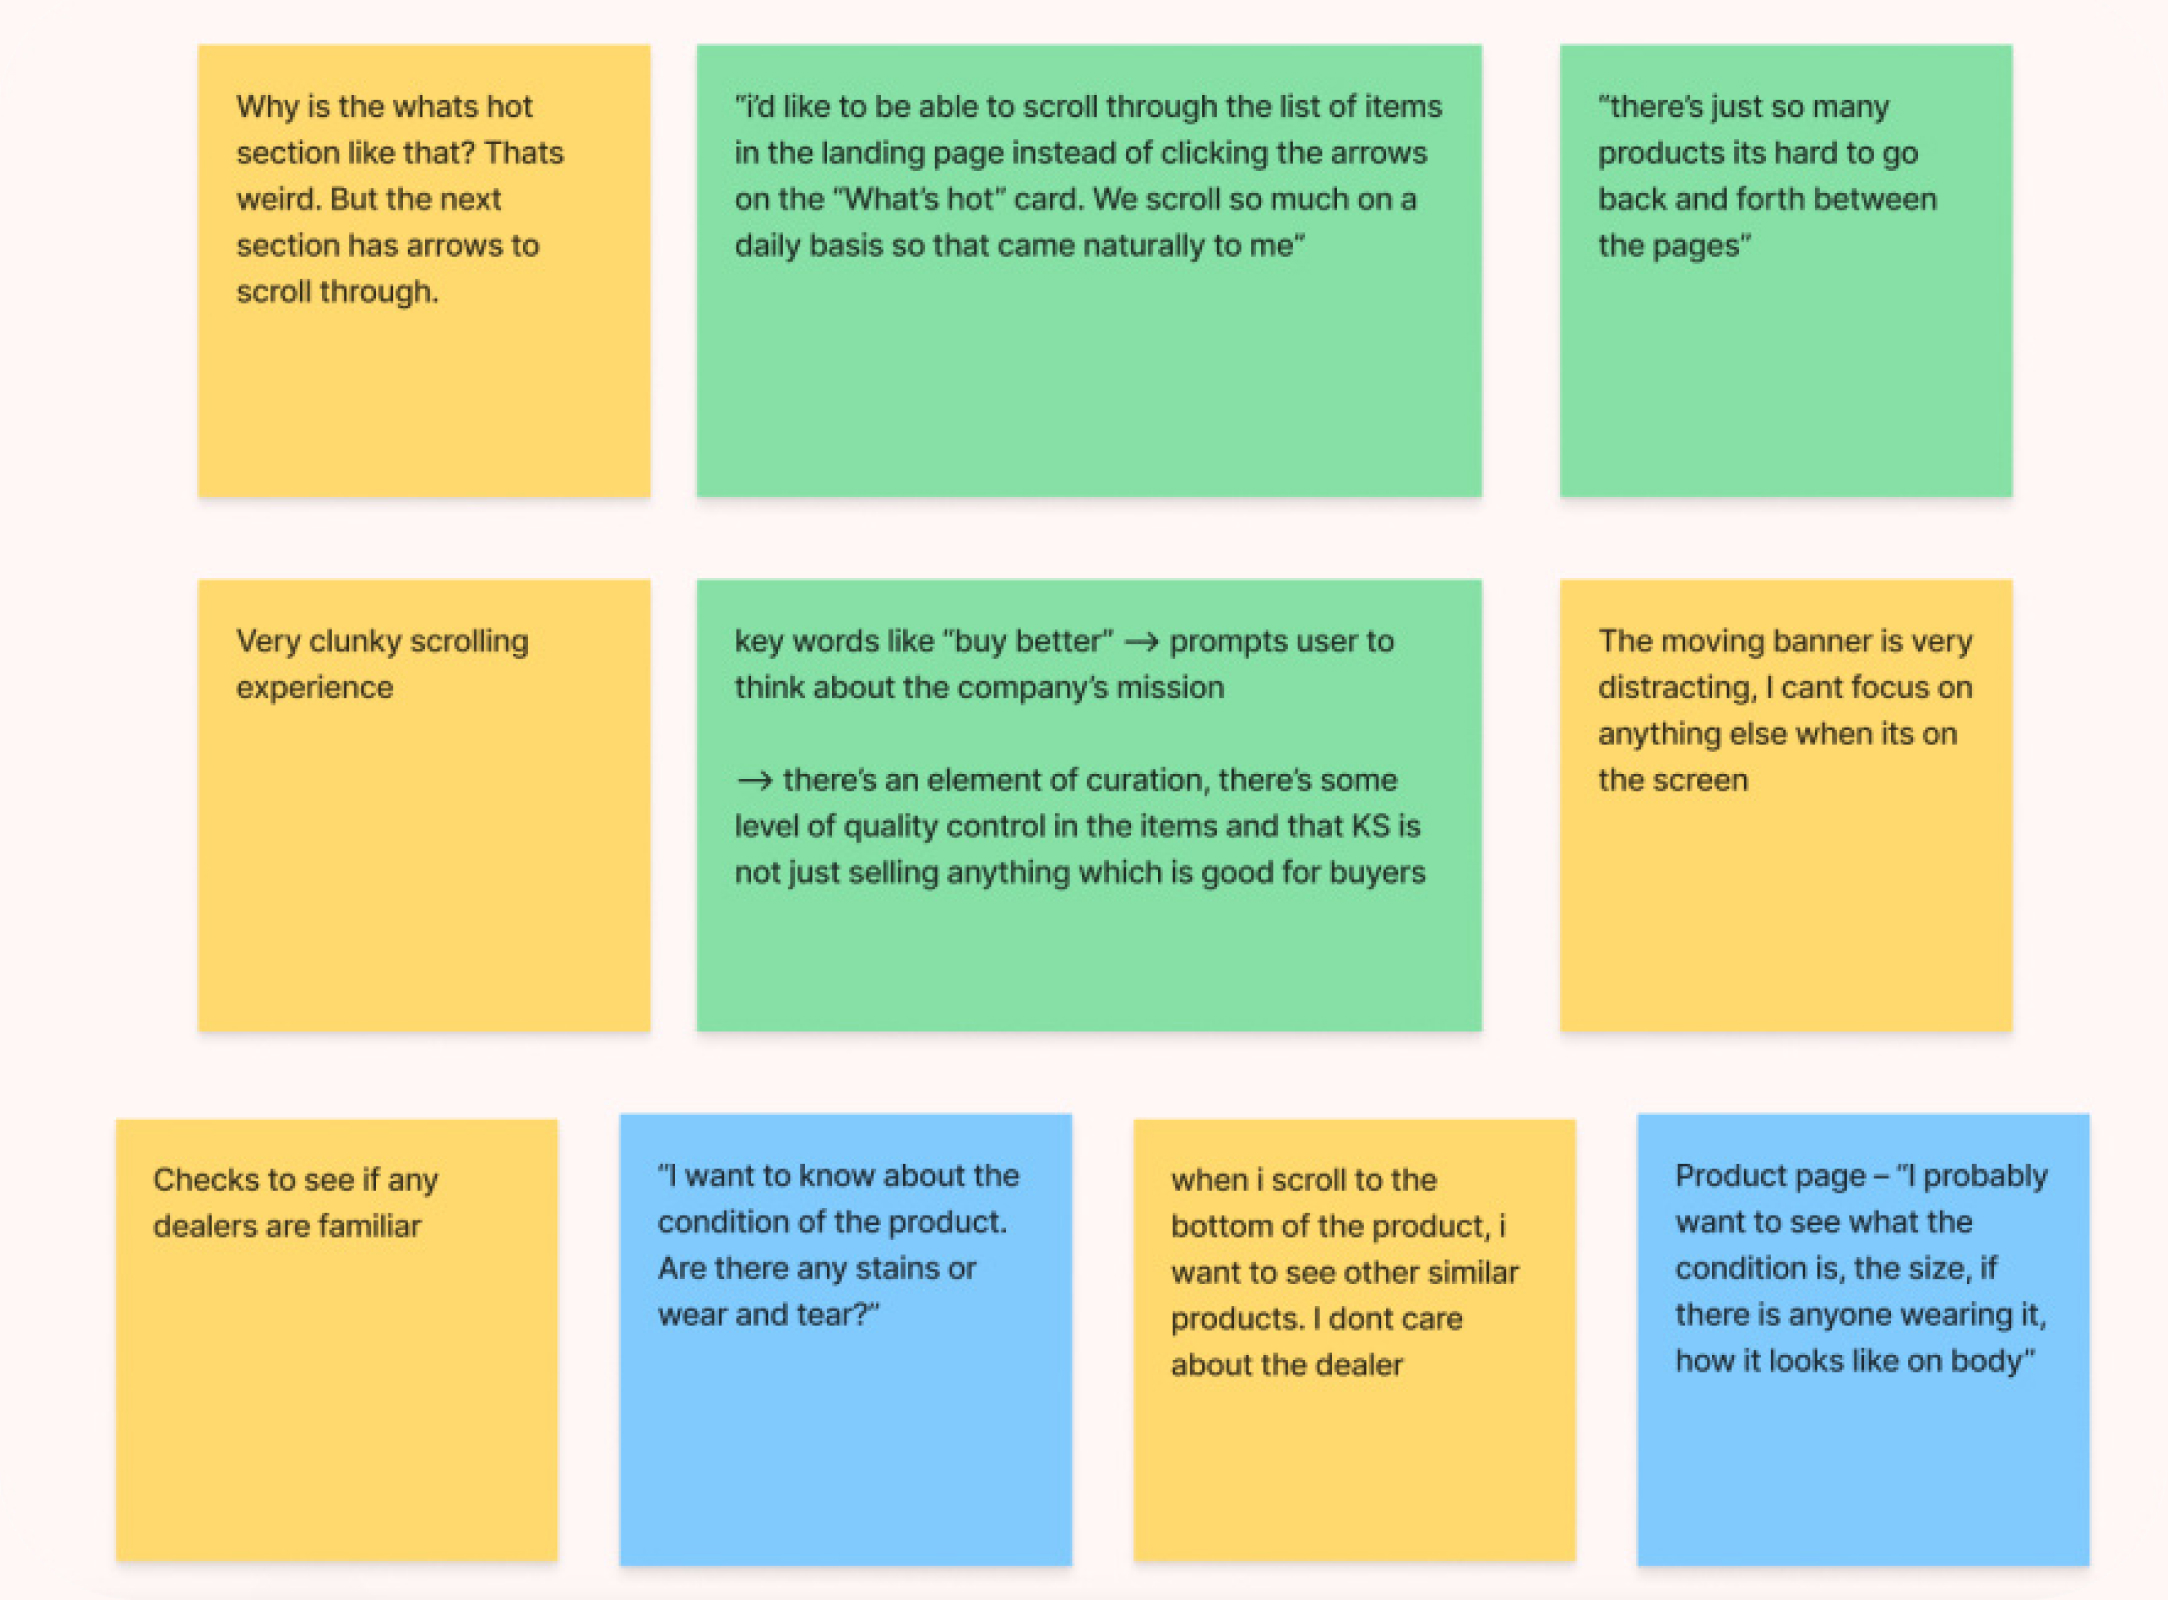 Why is the whats hot
section like that? Thats
weird. But the next
section has arrows to
scroll through.
“i’d like to be able to scroll through the list of items
in the landing page instead of clicking the arrows
on the “What’s hot” card. We scroll so much on a
daily basis so that came naturally to me”
“there’s just so many
products its hard to go
back and forth between
the pages”
Very clunky scrolling
experience
key words like “buy better” → prompts user to
think about the company’s mission
→ there’s an element of curation, there’s some
level of quality control in the items and that KS is
not just selling anything which is good for buyers
The moving banner is very
distracting, I cant focus on
anything else when its on
the screen
Checks to see if any
dealers are familiar
“I want to know about the
condition of the product.
Are there any stains or
wear and tear?”
when i scroll to the
bottom of the product, i
want to see other similar
products. I dont care
about the dealer
Product page – “I probably
want to see what the
condition is, the size, if
there is anyone wearing it,
how it looks like on body”